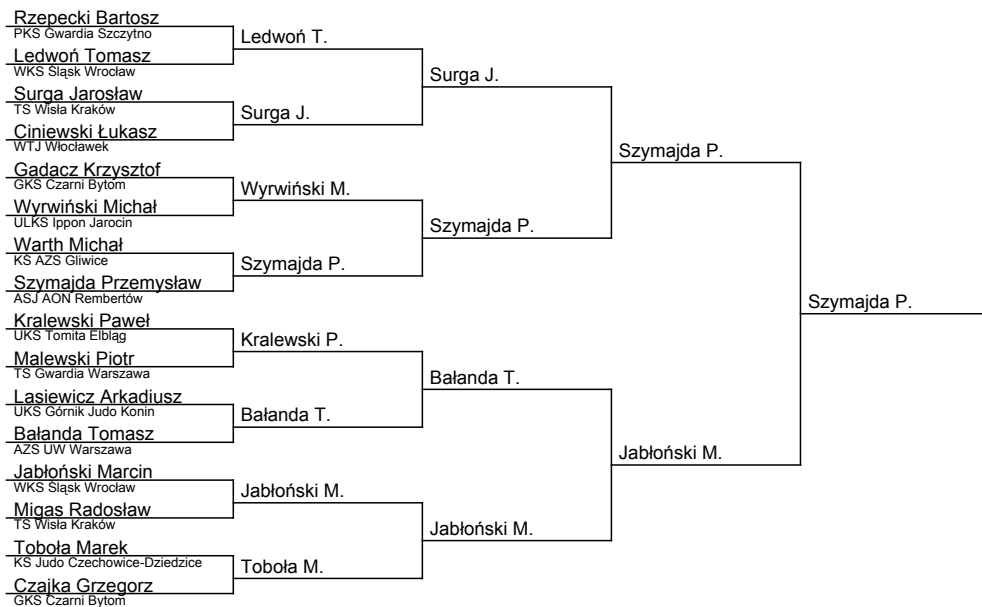 Rzepecki Bartosz
PKS Gwardia Szczytno
Ledwoń Tomasz
WKS Śląsk Wrocław
Surga Jarosław
TS Wisła Kraków
Ciniewski Łukasz
WTJ Włocławek
Gadacz Krzysztof
GKS Czarni Bytom
Wyrwiński Michał
ULKS Ippon Jarocin
Warth Michał
KS AZS Gliwice
Szymajda Przemysław
ASJ AON Rembertów
Kralewski Paweł
UKS Tomita Elbląg
Malewski Piotr
TS Gwardia Warszawa
Lasiewicz Arkadiusz
UKS Górnik Judo Konin
Bałanda Tomasz
AZS UW Warszawa
Jabłoński Marcin
WKS Śląsk Wrocław
Migas Radosław
TS Wisła Kraków
Toboła Marek
KS Judo Czechowice-Dziedzice
Czajka Grzegorz
GKS Czarni Bytom
Ledwoń T.
Surga J.
Wyrwiński M.
Szymajda P.
Kralewski P.
Bałanda T.
Jabłoński M.
Toboła M.
Surga J.
Szymajda P.
Bałanda T.
Jabłoński M.
Szymajda P.
Jabłoński M.
Szymajda P.